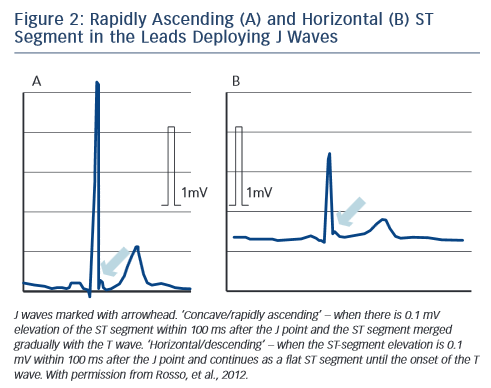 Figure 2: Rapidly Ascending (A) and Horizontal (B) ST
Segment in the Leads Deploying J Waves
A
B
1mV
1mV
J waves marked with arrowhead. ‘Concave/rapidly ascending’ – when there is 0.1 mV
elevation of the ST segment within 100 ms after the J point and the ST segment merged
gradually with the T wave. ‘Horizontal/descending’ – when the ST-segment elevation is 0.1
mV within 100 ms after the J point and continues as a flat ST segment until the onset of the T
wave. With permission from Rosso, et al., 2012.